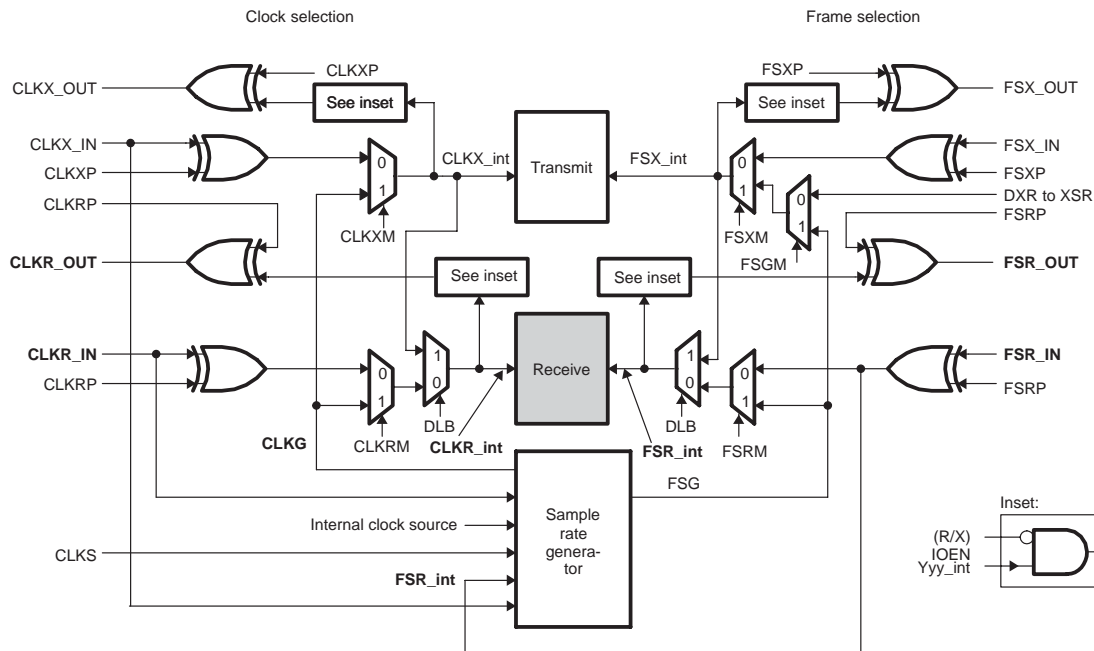 Clock selection
Frame selection
CLKX_OUT
CLKXP
See inset
FSXP
See inset
FSX_OUT
CLKX_IN
CLKXP
0
1
CLKXM
CLKX_int
Transmit
FSX_int
0
1
FSXM
FSX_IN
FSXP
DXR to XSR
0
1
FSGM
CLKRP
FSRP
CLKR_OUT
See inset
See inset
FSR_OUT
CLKR_IN
CLKRP
0
1
CLKRM
1
0
DLB
CLKR_int
Receive
FSR_int
1
0
DLB
0
1
FSRM
FSR_IN
FSRP
CLKG
FSG
Internal clock source
CLKS
FSR_int
Sample
rate
genera-
tor
Inset:
(R/X)
IOEN
Yyy_int